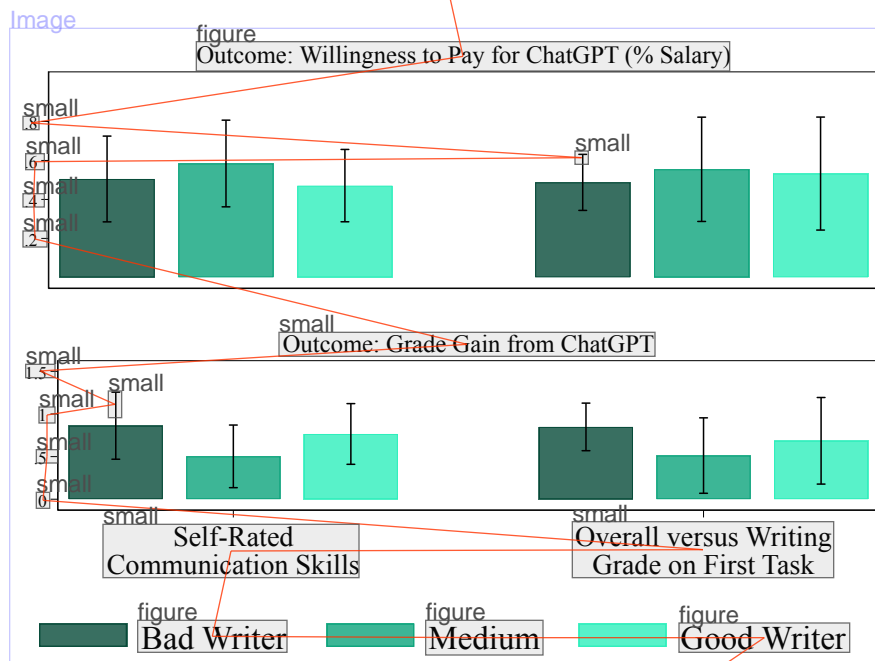 Image
figure
Outcome: Willingness to Pay for ChatGPT (% Salary)
small
.8
small
small
.6
small
.4
small
.2
small
Outcome: Grade Gain from ChatGPT
small
1.5
small
small
1
small
.5
small
0
small
Self-Rated
Communication Skills
small
Overall versus Writing
Grade on First Task
figure
Bad Writer
figure
Medium
figure
Good Writer